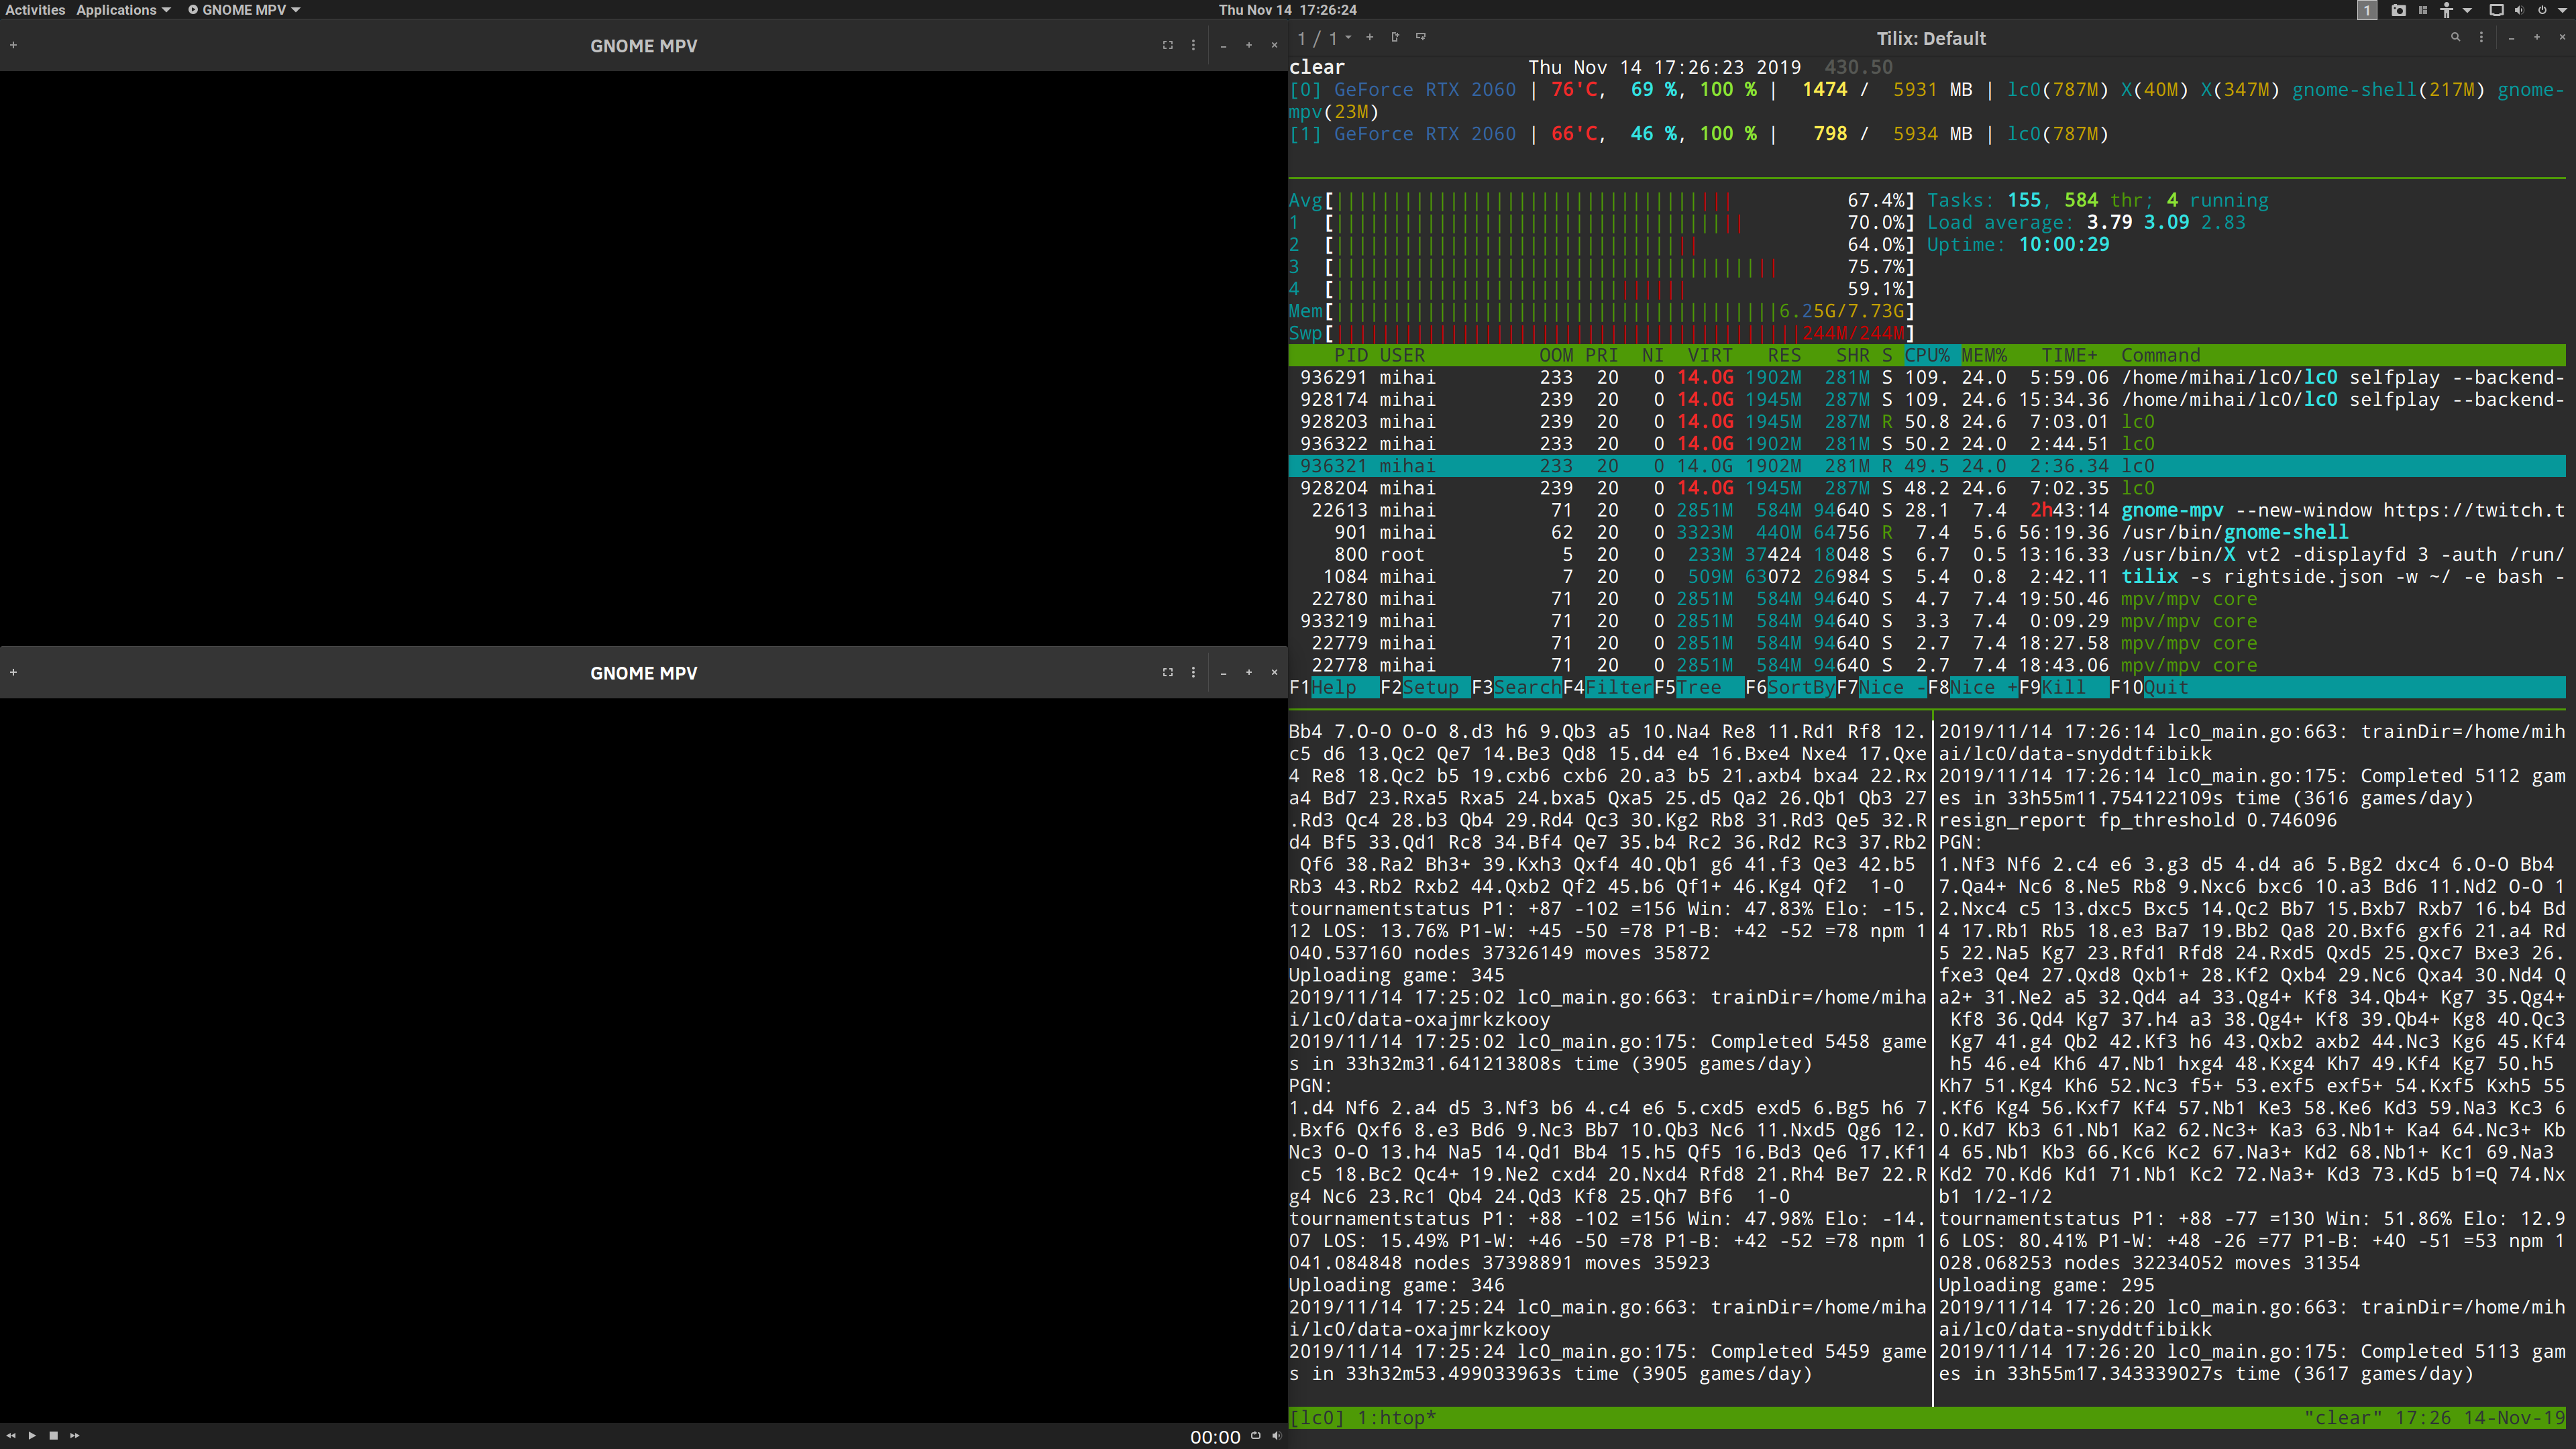 Activities Applications GNOME MPV Thu Nov 14 17:26:24 1
GNOME MPV
GNOME MPV
00:00
1 / 1 Tilix: Default
clear Thu Nov 14 17:26:23 2019 430.50
[0] GeForce RTX 2060 | 76'C, 69 %, 100 % | 1474 / 5931 MB | lc0(787M) X(40M) X(347M) gnome-shell(217M) gnome-
mpv(23M)
[1] GeForce RTX 2060 | 66'C, 46 %, 100 % | 798 / 5934 MB | lc0(787M)
Avg[ 67.4%] Tasks: 155, 584 thr; 4 running
1 [ 70.0%] Load average: 3.79 3.09 2.83
2 [ 64.0%] Uptime: 10:00:29
3 [ 75.7%]
4 [ 59.1%]
Mem[ 6.25G/7.73G]
Swp[ 244M/244M]
PID USER OOM PRI NI VIRT RES SHR S CPU% MEM% TIME+ Command
936291 mihai 233 20 0 14.0G 1902M 281M S 109. 24.0 5:59.06 /home/mihai/lc0/lc0 selfplay --backend-
928174 mihai 239 20 0 14.0G 1945M 287M S 109. 24.6 15:34.36 /home/mihai/lc0/lc0 selfplay --backend-
928203 mihai 239 20 0 14.0G 1945M 287M R 50.8 24.6 7:03.01 lc0
936322 mihai 233 20 0 14.0G 1902M 281M S 50.2 24.0 2:44.51 lc0
936321 mihai 233 20 0 14.0G 1902M 281M R 49.5 24.0 2:36.34 lc0
928204 mihai 239 20 0 14.0G 1945M 287M S 48.2 24.6 7:02.35 lc0
22613 mihai 71 20 0 2851M 584M 94640 S 28.1 7.4 2h43:14 gnome-mpv --new-window https://twitch.t
901 mihai 62 20 0 3323M 440M 64756 R 7.4 5.6 56:19.36 /usr/bin/gnome-shell
800 root 5 20 0 233M 37424 18048 S 6.7 0.5 13:16.33 /usr/bin/X vt2 -displayfd 3 -auth /run/
1084 mihai 7 20 0 509M 63072 26984 S 5.4 0.8 2:42.11 tilix -s rightside.json -w ~/ -e bash -
22780 mihai 71 20 0 2851M 584M 94640 S 4.7 7.4 19:50.46 mpv/mpv core
933219 mihai 71 20 0 2851M 584M 94640 S 3.3 7.4 0:09.29 mpv/mpv core
22779 mihai 71 20 0 2851M 584M 94640 S 2.7 7.4 18:27.58 mpv/mpv core
22778 mihai 71 20 0 2851M 584M 94640 S 2.7 7.4 18:43.06 mpv/mpv core
F1Help F2Setup F3SearchF4FilterF5Tree F6SortByF7Nice -F8Nice +F9Kill F10Quit
Bb4 7.O-O O-O 8.d3 h6 9.Qb3 a5 10.Na4 Re8 11.Rd1 Rf8 12.
c5 d6 13.Qc2 Qe7 14.Be3 Qd8 15.d4 e4 16.Bxe4 Nxe4 17.Qxe
4 Re8 18.Qc2 b5 19.cxb6 cxb6 20.a3 b5 21.axb4 bxa4 22.Rx
a4 Bd7 23.Rxa5 Rxa5 24.bxa5 Qxa5 25.d5 Qa2 26.Qb1 Qb3 27
.Rd3 Qc4 28.b3 Qb4 29.Rd4 Qc3 30.Kg2 Rb8 31.Rd3 Qe5 32.R
d4 Bf5 33.Qd1 Rc8 34.Bf4 Qe7 35.b4 Rc2 36.Rd2 Rc3 37.Rb2
Qf6 38.Ra2 Bh3+ 39.Kxh3 Qxf4 40.Qb1 g6 41.f3 Qe3 42.b5
Rb3 43.Rb2 Rxb2 44.Qxb2 Qf2 45.b6 Qf1+ 46.Kg4 Qf2 1-0
tournamentstatus P1: +87 -102 =156 Win: 47.83% Elo: -15.
12 LOS: 13.76% P1-W: +45 -50 =78 P1-B: +42 -52 =78 npm 1
040.537160 nodes 37326149 moves 35872
Uploading game: 345
2019/11/14 17:25:02 lc0_main.go:663: trainDir=/home/miha
i/lc0/data-oxajmrkzkooy
2019/11/14 17:25:02 lc0_main.go:175: Completed 5458 game
s in 33h32m31.641213808s time (3905 games/day)
PGN:
1.d4 Nf6 2.a4 d5 3.Nf3 b6 4.c4 e6 5.cxd5 exd5 6.Bg5 h6 7
.Bxf6 Qxf6 8.e3 Bd6 9.Nc3 Bb7 10.Qb3 Nc6 11.Nxd5 Qg6 12.
Nc3 O-O 13.h4 Na5 14.Qd1 Bb4 15.h5 Qf5 16.Bd3 Qe6 17.Kf1
c5 18.Bc2 Qc4+ 19.Ne2 cxd4 20.Nxd4 Rfd8 21.Rh4 Be7 22.R
g4 Nc6 23.Rc1 Qb4 24.Qd3 Kf8 25.Qh7 Bf6 1-0
tournamentstatus P1: +88 -102 =156 Win: 47.98% Elo: -14.
07 LOS: 15.49% P1-W: +46 -50 =78 P1-B: +42 -52 =78 npm 1
041.084848 nodes 37398891 moves 35923
Uploading game: 346
2019/11/14 17:25:24 lc0_main.go:663: trainDir=/home/miha
i/lc0/data-oxajmrkzkooy
2019/11/14 17:25:24 lc0_main.go:175: Completed 5459 game
s in 33h32m53.499033963s time (3905 games/day)
2019/11/14 17:26:14 lc0_main.go:663: trainDir=/home/mih
ai/lc0/data-snyddtfibikk
2019/11/14 17:26:14 lc0_main.go:175: Completed 5112 gam
es in 33h55m11.754122109s time (3616 games/day)
resign_report fp_threshold 0.746096
PGN:
1.Nf3 Nf6 2.c4 e6 3.g3 d5 4.d4 a6 5.Bg2 dxc4 6.O-O Bb4
7.Qa4+ Nc6 8.Ne5 Rb8 9.Nxc6 bxc6 10.a3 Bd6 11.Nd2 O-O 1
2.Nxc4 c5 13.dxc5 Bxc5 14.Qc2 Bb7 15.Bxb7 Rxb7 16.b4 Bd
4 17.Rb1 Rb5 18.e3 Ba7 19.Bb2 Qa8 20.Bxf6 gxf6 21.a4 Rd
5 22.Na5 Kg7 23.Rfd1 Rfd8 24.Rxd5 Qxd5 25.Qxc7 Bxe3 26.
fxe3 Qe4 27.Qxd8 Qxb1+ 28.Kf2 Qxb4 29.Nc6 Qxa4 30.Nd4 Q
a2+ 31.Ne2 a5 32.Qd4 a4 33.Qg4+ Kf8 34.Qb4+ Kg7 35.Qg4+
Kf8 36.Qd4 Kg7 37.h4 a3 38.Qg4+ Kf8 39.Qb4+ Kg8 40.Qc3
Kg7 41.g4 Qb2 42.Kf3 h6 43.Qxb2 axb2 44.Nc3 Kg6 45.Kf4
h5 46.e4 Kh6 47.Nb1 hxg4 48.Kxg4 Kh7 49.Kf4 Kg7 50.h5
Kh7 51.Kg4 Kh6 52.Nc3 f5+ 53.exf5 exf5+ 54.Kxf5 Kxh5 55
.Kf6 Kg4 56.Kxf7 Kf4 57.Nb1 Ke3 58.Ke6 Kd3 59.Na3 Kc3 6
0.Kd7 Kb3 61.Nb1 Ka2 62.Nc3+ Ka3 63.Nb1+ Ka4 64.Nc3+ Kb
4 65.Nb1 Kb3 66.Kc6 Kc2 67.Na3+ Kd2 68.Nb1+ Kc1 69.Na3
Kd2 70.Kd6 Kd1 71.Nb1 Kc2 72.Na3+ Kd3 73.Kd5 b1=Q 74.Nx
b1 1/2-1/2
tournamentstatus P1: +88 -77 =130 Win: 51.86% Elo: 12.9
6 LOS: 80.41% P1-W: +48 -26 =77 P1-B: +40 -51 =53 npm 1
028.068253 nodes 32234052 moves 31354
Uploading game: 295
2019/11/14 17:26:20 lc0_main.go:663: trainDir=/home/mih
ai/lc0/data-snyddtfibikk
2019/11/14 17:26:20 lc0_main.go:175: Completed 5113 gam
es in 33h55m17.343339027s time (3617 games/day)
[lc0] 1:htop* "clear" 17:26 14-Nov-19